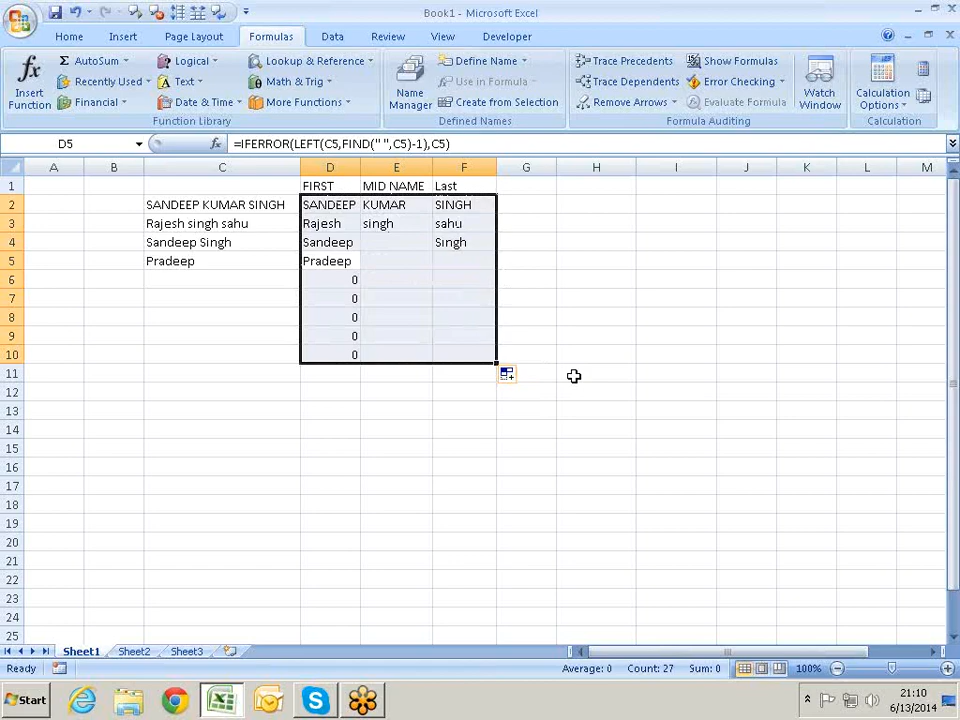 Book1 - Microsoft Excel
Home Insert Page Layout Formulas Data Review View Developer
AutoSum Logical Lookup & Reference Define Name Trace Precedents Show Formulas
Recently Used Text Math & Trig Use in Formula Trace Dependents Error Checking
Insert Function Financial Date & Time More Functions Name Manager Create from Selection Remove Arrows Evaluate Formula Watch Window Calculation Options
Function Library Defined Names Formula Auditing Calculation
D5 fx =IFERROR(LEFT(C5,FIND(" ",C5)-1),C5)
A B C D E F G H I J K L M
1 FIRST MID NAME Last
2 SANDEEP KUMAR SINGH SANDEEP KUMAR SINGH
3 Rajesh singh sahu Rajesh singh sahu
4 Sandeep Singh Sandeep Singh
5 Pradeep Pradeep
6 0
7 0
8 0
9 0
10 0
11
12
13
14
15
16
17
18
19
20
21
22
23
24
25
Sheet1 Sheet2 Sheet3
Ready Average: 0 Count: 27 Sum: 0 100%
Start 21:10
6/13/2014